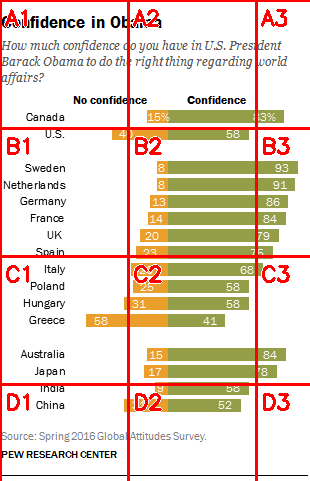 A1 A2 A3
Confidence in Obama
How much confidence do you have in U.S. President
Barack Obama to do the right thing regarding world
affairs?
No confidence Confidence
Canada 15% 83%
U.S. 58
B1 B2 B3
Sweden 8 93
Netherlands 8 91
Germany 13 86
France 14 84
UK 20 79
Spain 23 75
C1 C2 C3
Italy 68
Poland 25 58
Hungary 31 58
Greece 58 41
Australia 15 84
Japan 17 78
India 58
D1 D2 D3
China 52
Source: Spring 2016 Global Attitudes Survey.
PEW RESEARCH CENTER